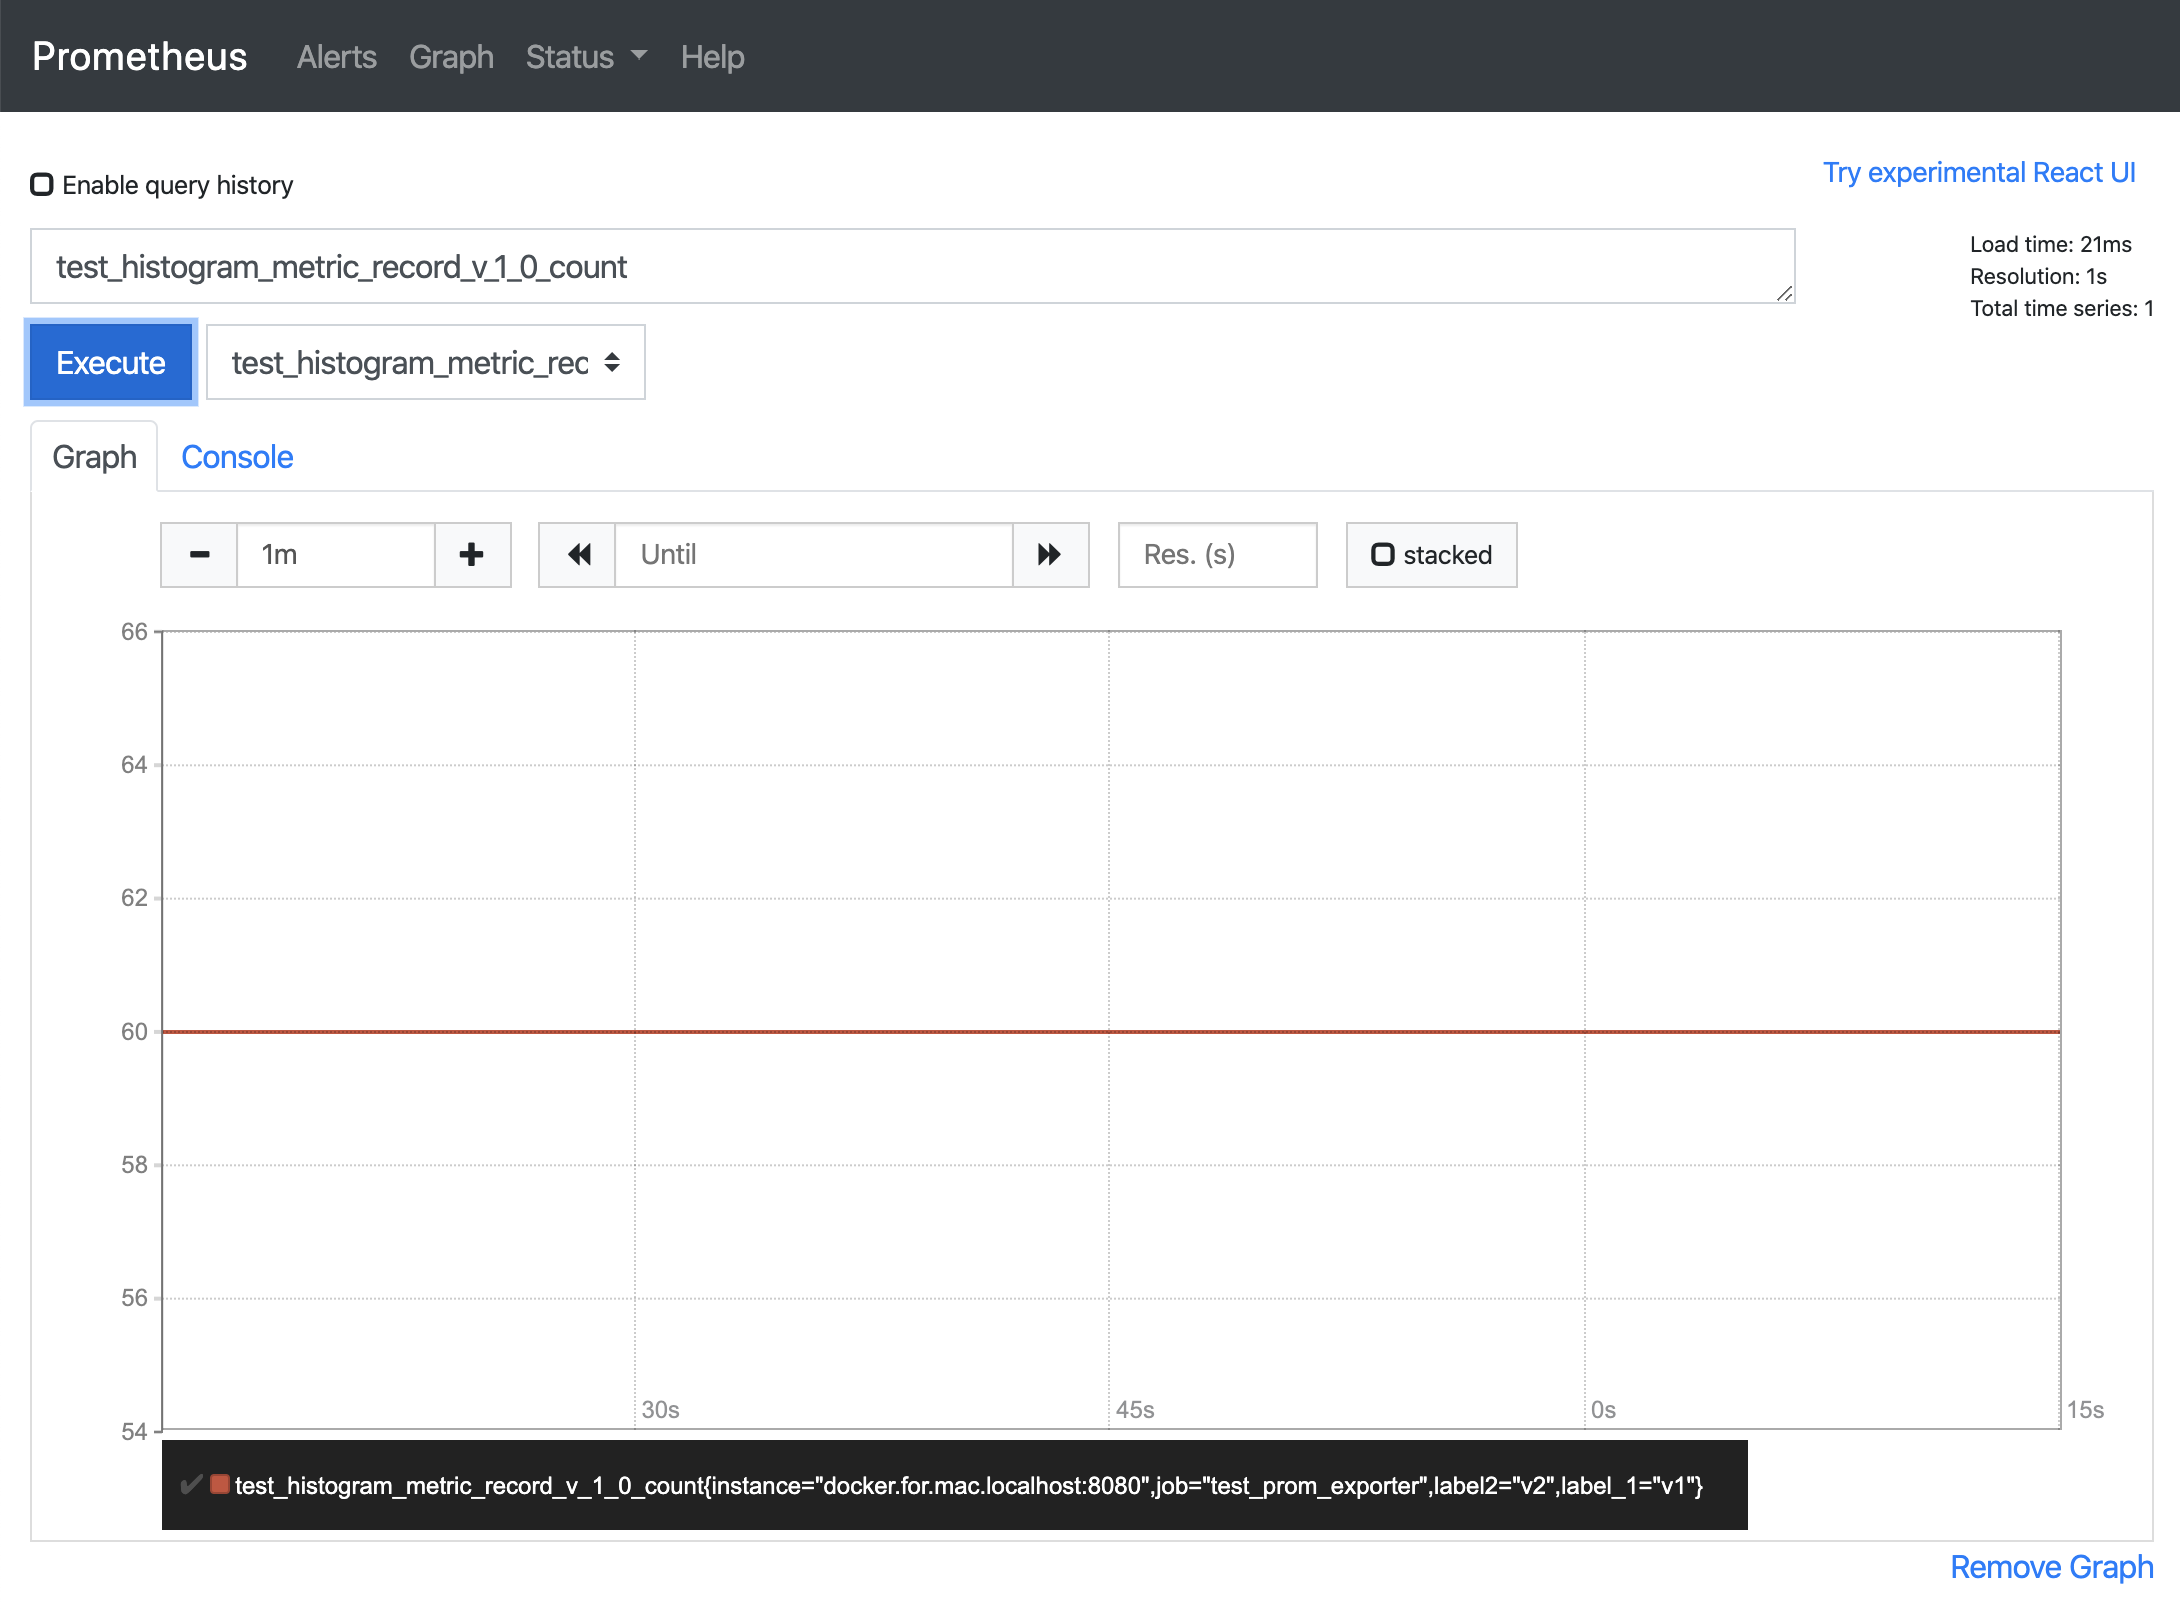 Prometheus Alerts Graph Status Help
Enable query history
Try experimental React UI
test_histogram_metric_record_v_1_0_count
Load time: 21ms
Resolution: 1s
Total time series: 1
Execute test_histogram_metric_rec
Graph Console
1m Until Res. (s) stacked
66
64
62
60
58
56
54
30s 45s 0s 15s
test_histogram_metric_record_v_1_0_count{instance="docker.for.mac.localhost:8080",job="test_prom_exporter",label2="v2",label_1="v1"}
Remove Graph